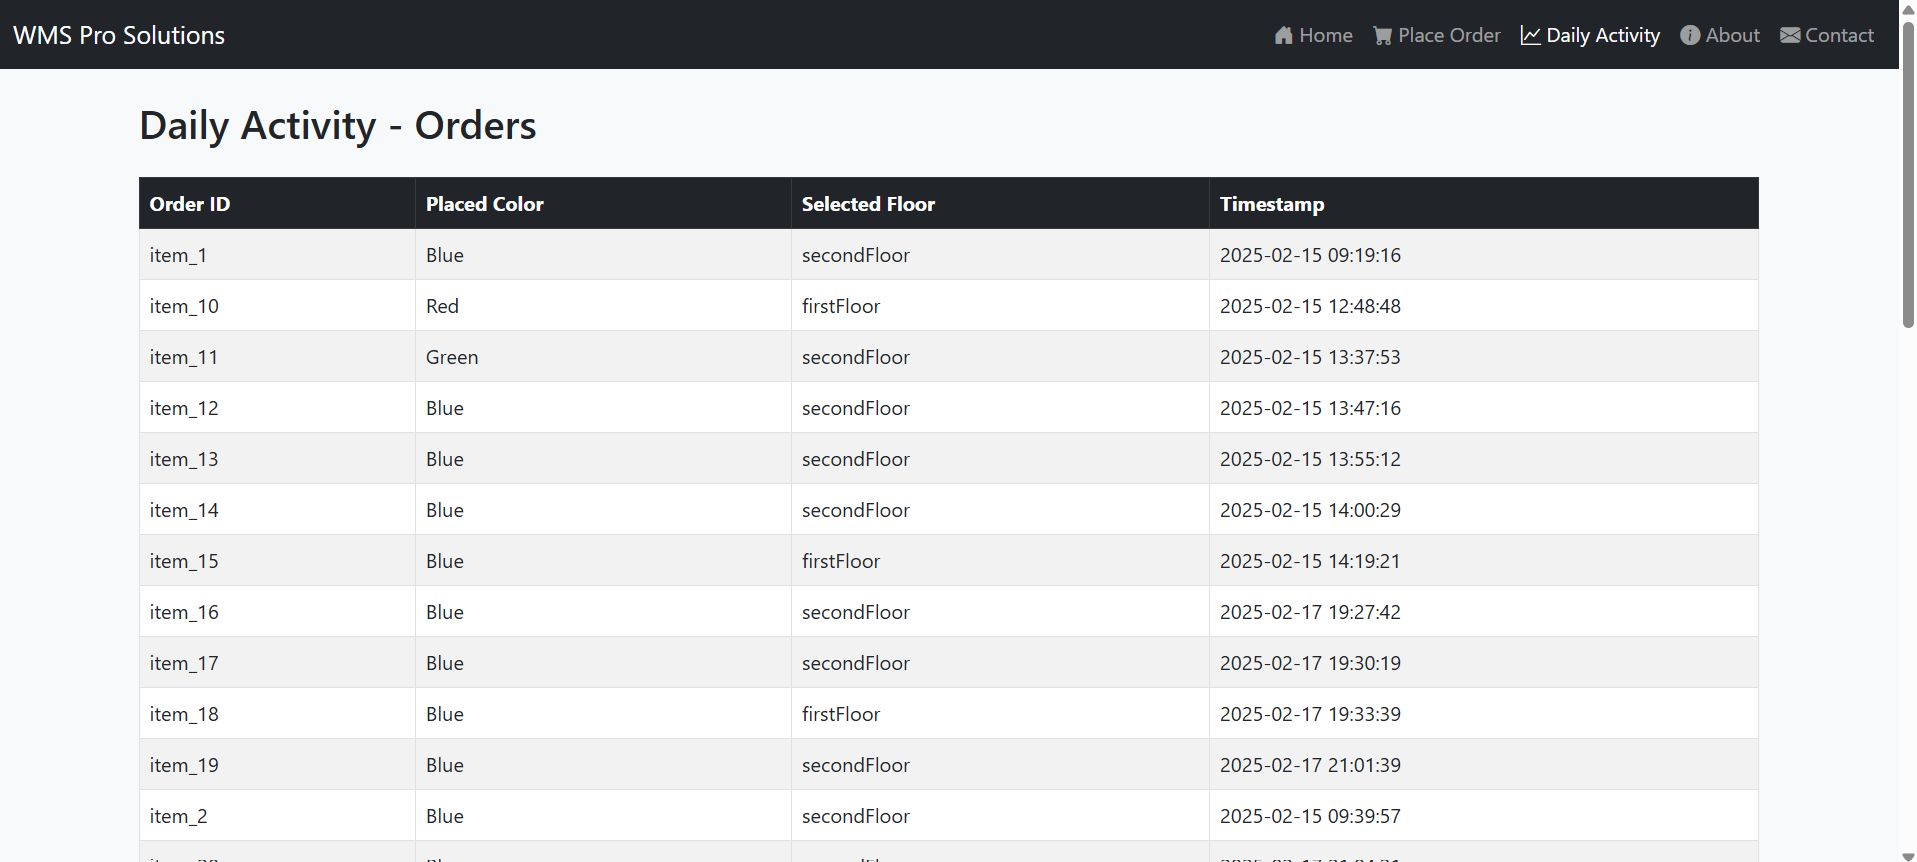 WMS Pro Solutions Home Place Order Daily Activity About Contact
Daily Activity - Orders
Order ID Placed Color Selected Floor Timestamp
item_1 Blue secondFloor 2025-02-15 09:19:16
item_10 Red firstFloor 2025-02-15 12:48:48
item_11 Green secondFloor 2025-02-15 13:37:53
item_12 Blue secondFloor 2025-02-15 13:47:16
item_13 Blue secondFloor 2025-02-15 13:55:12
item_14 Blue secondFloor 2025-02-15 14:00:29
item_15 Blue firstFloor 2025-02-15 14:19:21
item_16 Blue secondFloor 2025-02-17 19:27:42
item_17 Blue secondFloor 2025-02-17 19:30:19
item_18 Blue firstFloor 2025-02-17 19:33:39
item_19 Blue secondFloor 2025-02-17 21:01:39
item_2 Blue secondFloor 2025-02-15 09:39:57